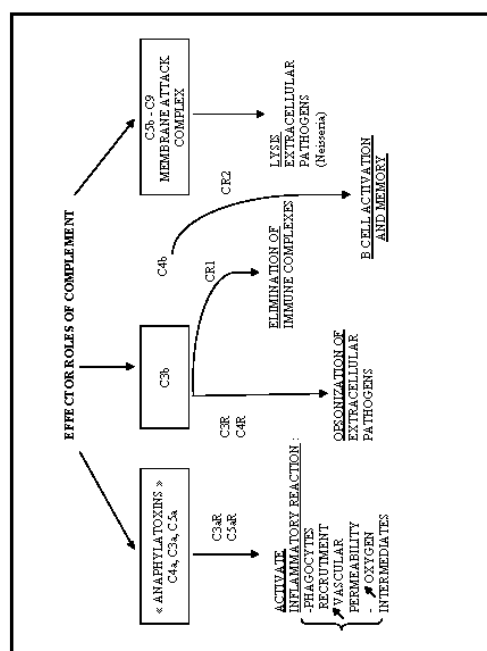 EFFECTOR ROLES OF COMPLEMENT
« ANAPHYLATOXINS »
C4a, C3a, C5a
C3aR
C5aR
ACTIVATE
INFLAMMATORY REACTION :
-PHAGOCYTES
RECRUTMENT
VASCULAR
PERMEABILITY
- OXYGEN
INTERMEDIATES
C3b
C3R
C4R
OPSONIZATION OF
EXTRACELLULAR
PATHOGENS
CR1
ELIMINATION OF
IMMUNE COMPLEXES
C4b
CR2
B CELL ACTIVATION
AND MEMORY
C5b - C9
MEMBRANE ATTACK
COMPLEX
LYSIS
EXTRACELLULAR
PATHOGENS
(Neisseria)